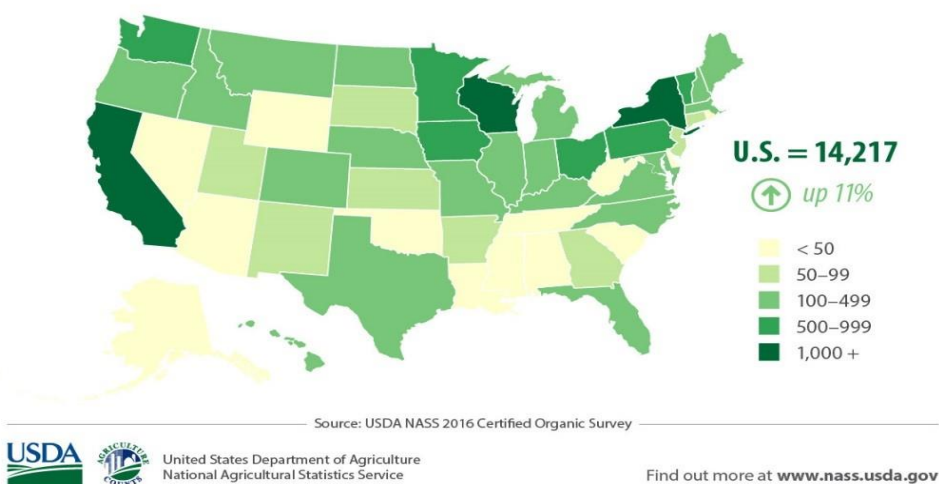 U.S. = 14,217
up 11%
< 50
50–99
100–499
500–999
1,000 +
Source: USDA NASS 2016 Certified Organic Survey
USDA
AGRICULTURE
COUNTS
United States Department of Agriculture
National Agricultural Statistics Service
Find out more at www.nass.usda.gov